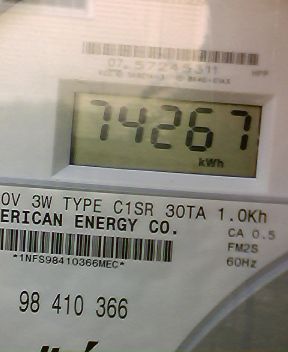 74267
kWh
0V 3W TYPE C1SR 30TA 1.0Kh
ERICAN ENERGY CO.
CA 0.5
FM2S
*1NFS98410366MEC*
60Hz
98 410 366